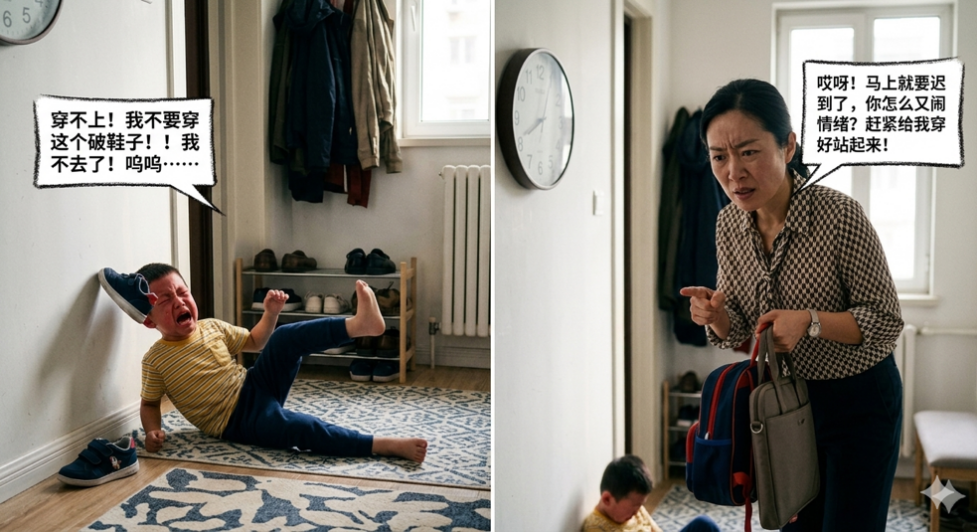 穿不上！我不要穿
这个破鞋子！！我
不去了！呜呜……
哎呀！马上就要迟
到了，你怎么又闹
情绪？赶紧给我穿
好站起来！